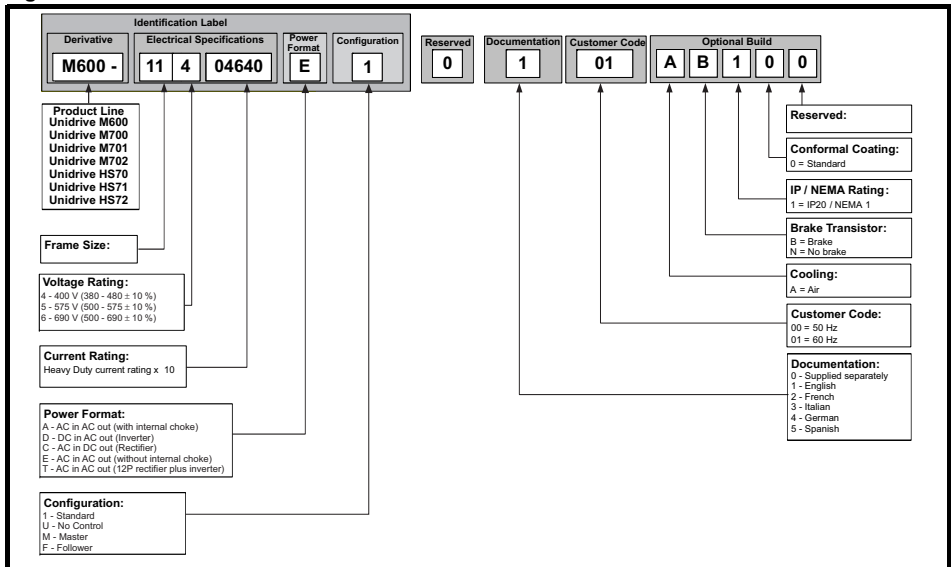 Identification Label
Derivative
Electrical Specifications
Power
Format
Configuration
Reserved
Documentation
Customer Code
Optional Build
M600 -
11
4
04640
E
1
0
1
01
A
B
1
0
0
Product Line
Unidrive M600
Unidrive M700
Unidrive M701
Unidrive M702
Unidrive HS70
Unidrive HS71
Unidrive HS72
Frame Size:
Voltage Rating:
4 - 400 V (380 - 480 ± 10 %)
5 - 575 V (500 - 575 ± 10 %)
6 - 690 V (500 - 690 ± 10 %)
Current Rating:
Heavy Duty current rating x 10
Power Format:
A - AC in AC out (with internal choke)
D - DC in AC out (Inverter)
C - AC in DC out (Rectifier)
E - AC in AC out (without internal choke)
T - AC in AC out (12P rectifier plus inverter)
Configuration:
1 - Standard
U - No Control
M - Master
F - Follower
Reserved:
Conformal Coating:
0 = Standard
IP / NEMA Rating:
1 = IP20 / NEMA 1
Brake Transistor:
B = Brake
N = No brake
Cooling:
A = Air
Customer Code:
00 = 50 Hz
01 = 60 Hz
Documentation:
0 - Supplied separately
1 - English
2 - French
3 - Italian
4 - German
5 - Spanish